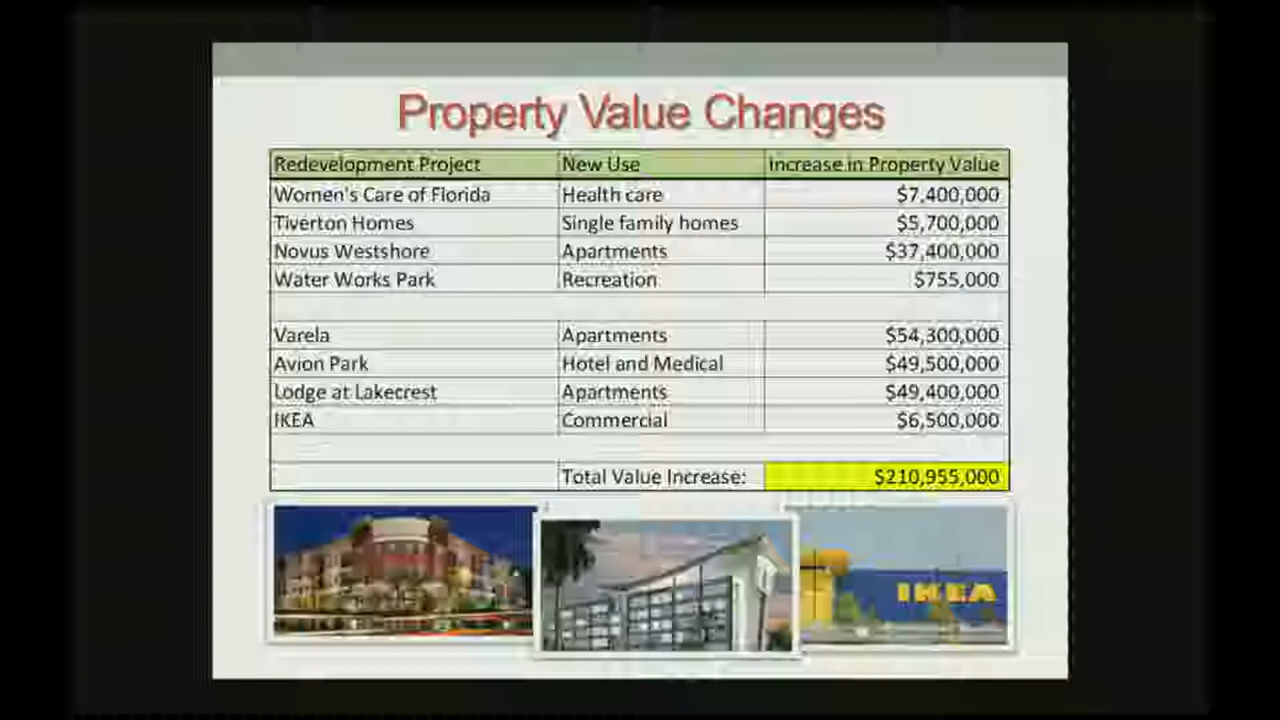 Property Value Changes
Redevelopment Project New Use Increase in Property Value
Women's Care of Florida Health care $7,400,000
Tiverton Homes Single family homes $5,700,000
Novus Westshore Apartments $37,400,000
Water Works Park Recreation $755,000
Varela Apartments $54,300,000
Avion Park Hotel and Medical $49,500,000
Lodge at Lakecrest Apartments $49,400,000
IKEA Commercial $6,500,000
Total Value Increase: $210,955,000
IKEA